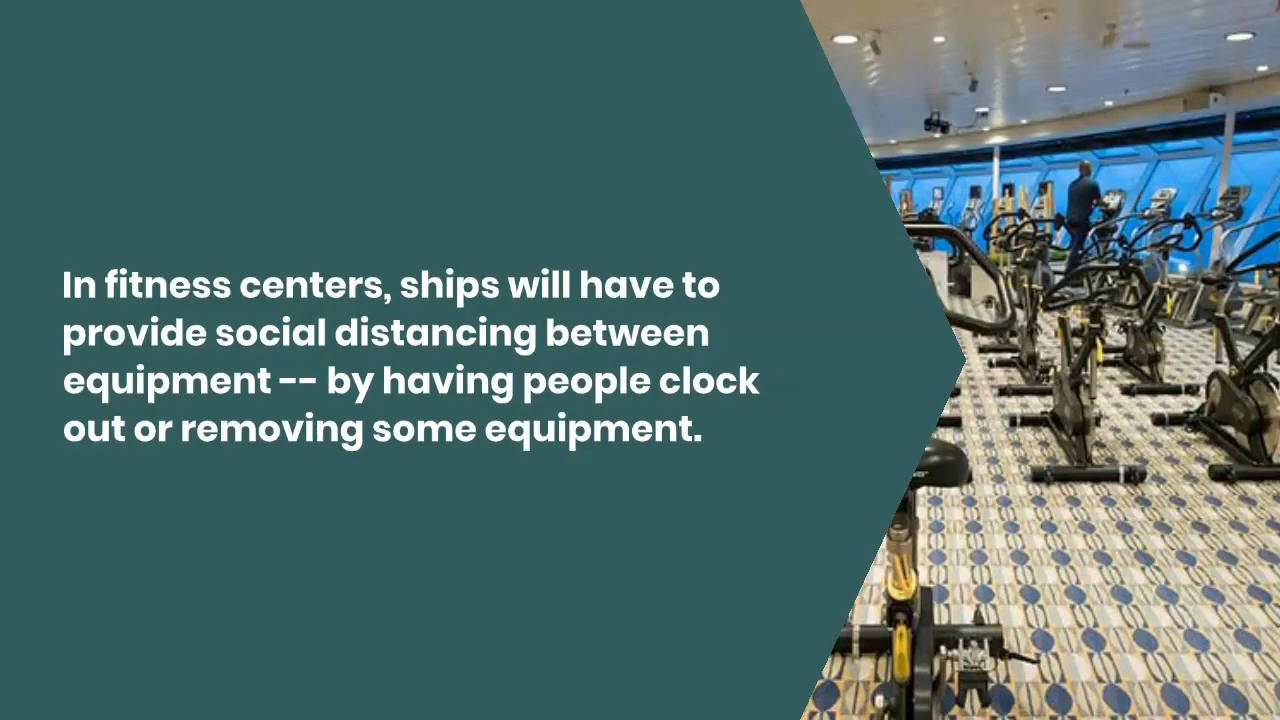 In fitness centers, ships will have to
provide social distancing between
equipment -- by having people clock
out or removing some equipment.